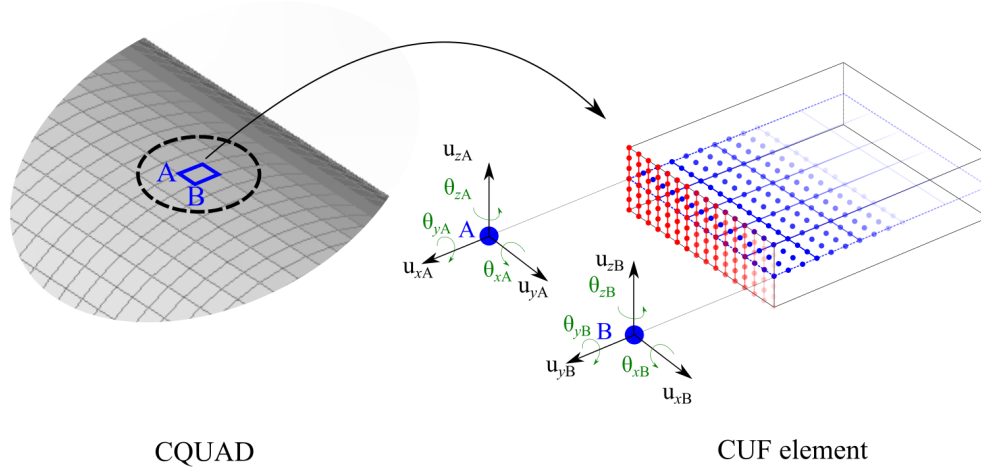 A
B
u_zA
θ_zA
θ_yA
A
u_xA
θ_xA
u_yA
u_zB
θ_zB
θ_yB
B
u_yB
θ_xB
u_xB
CQUAD
CUF element